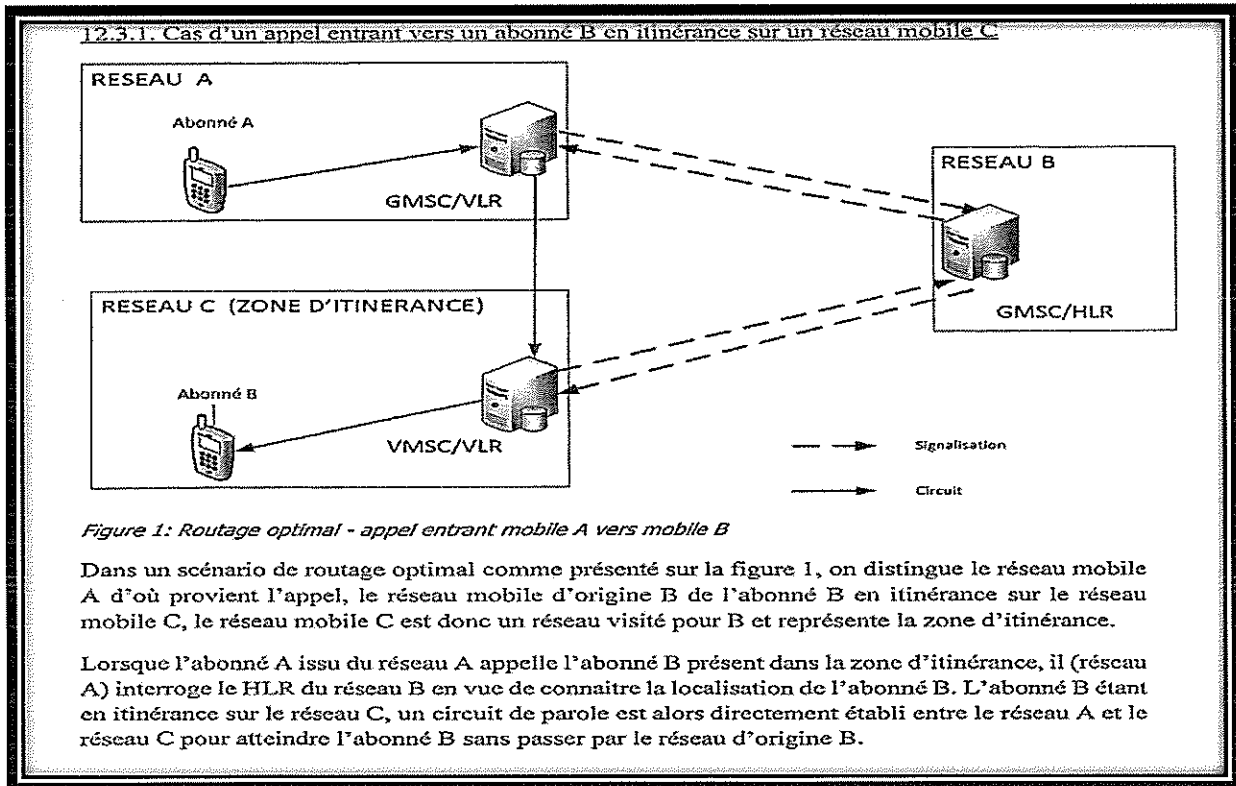 12.3.1. Cas d'un appel entrant vers un abonné B en itinérance sur un réseau mobile C
RESEAU A
Abonné A
GMSC/VLR
RESEAU B
GMSC/HLR
RESEAU C (ZONE D'ITINERANCE)
Abonné B
VMSC/VLR
Signalisation
Circuit
Figure 1: Routage optimal - appel entrant mobile A vers mobile B
Dans un scénario de routage optimal comme présenté sur la figure 1, on distingue le réseau mobile
A d'où provient l'appel, le réseau mobile d'origine B de l'abonné B en itinérance sur le réseau
mobile C, le réseau mobile C est donc un réseau visité pour B et représente la zone d'itinérance.
Lorsque l'abonné A issu du réseau A appelle l'abonné B présent dans la zone d'itinérance, il (réseau
A) interroge le HLR du réseau B en vue de connaitre la localisation de l'abonné B. L'abonné B étant
en itinérance sur le réseau C, un circuit de parole est alors directement établi entre le réseau A et le
réseau C pour atteindre l'abonné B sans passer par le réseau d'origine B.